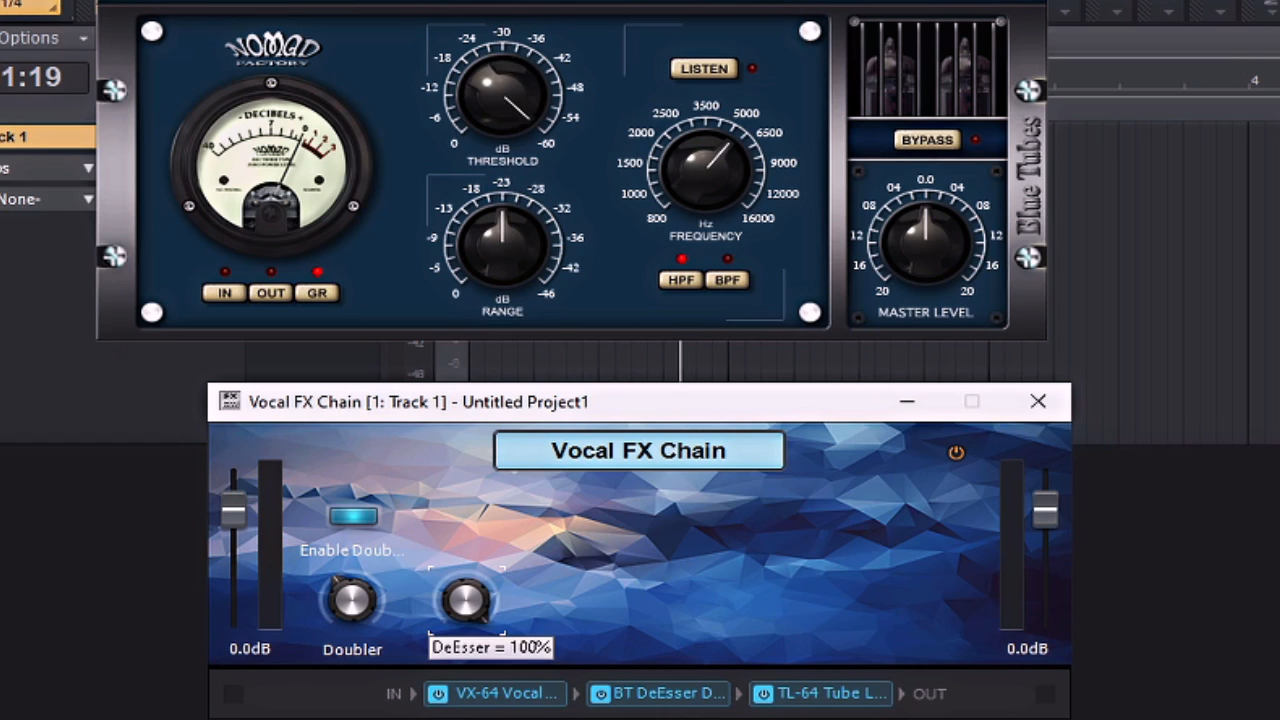 1/4
Options
1:19
ck 1
os
-None-
NOMAD
FACTORY
- DECIBELS +
IN
OUT
GR
-30
-24
-36
-18
-42
-12
-48
-6
-54
0
dB
-60
THRESHOLD
-23
-18
-28
-13
-32
-9
-36
-5
-42
0
dB
-46
RANGE
LISTEN
3500
2500
5000
2000
6500
1500
9000
1000
12000
800
16000
Hz
FREQUENCY
HPF
BPF
BYPASS
0.0
04
04
08
08
12
12
16
16
20
20
MASTER LEVEL
Blue Tubes
4
Vocal FX Chain [1: Track 1] - Untitled Project1
Vocal FX Chain
Enable Doub...
0.0dB
Doubler
DeEsser = 100%
0.0dB
IN
VX-64 Vocal...
BT DeEsser D...
TL-64 Tube L...
OUT